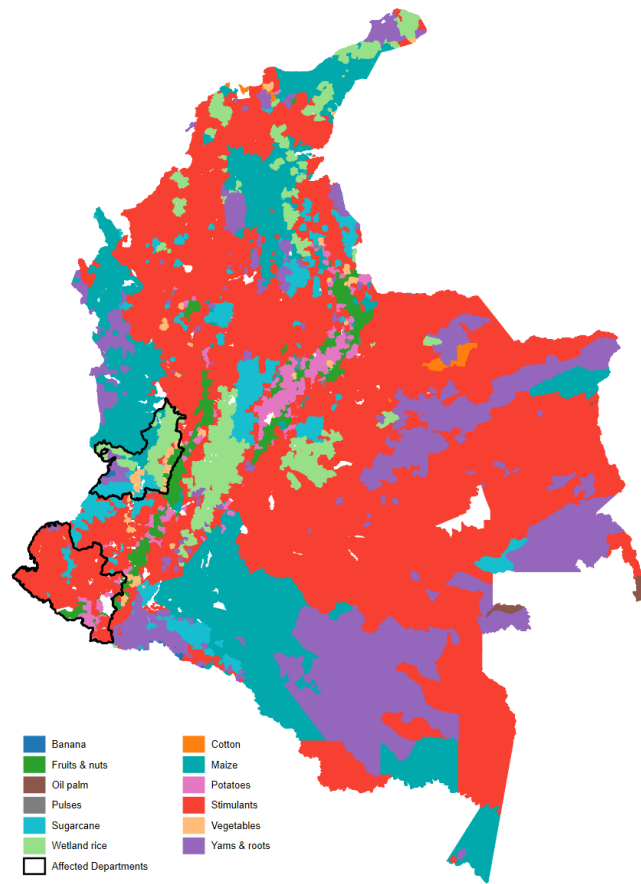 Banana
Cotton
Fruits & nuts
Maize
Oil palm
Potatoes
Pulses
Stimulants
Sugarcane
Vegetables
Wetland rice
Yams & roots
Affected Departments